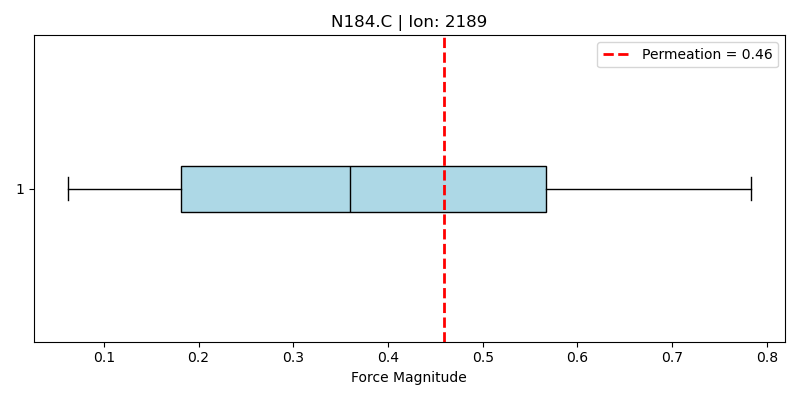 N184.C | Ion: 2189
Permeation = 0.46
1
0.1 0.2 0.3 0.4 0.5 0.6 0.7 0.8
Force Magnitude